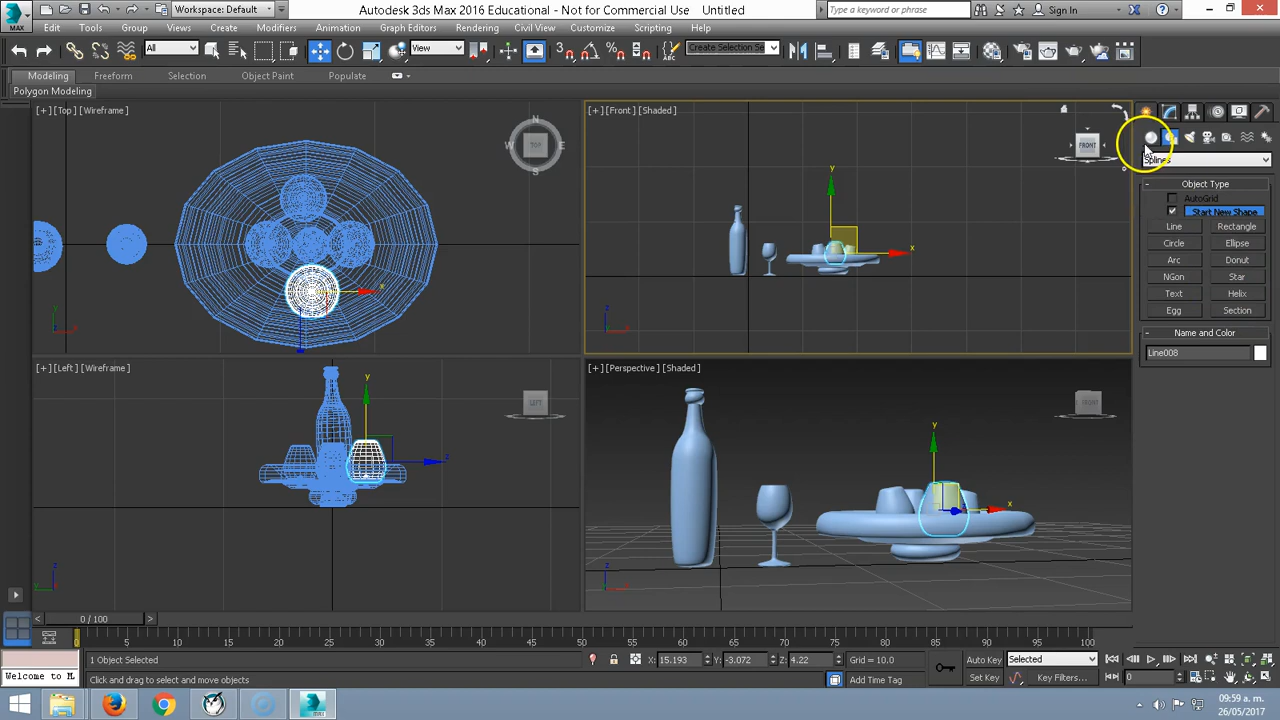 Workspace: Default
Autodesk 3ds Max 2016 Educational - Not for Commercial Use Untitled
Type a keyword or phrase
Sign In
MAX
Edit Tools Group Views Create Modifiers Animation Graph Editors Rendering Civil View Customize Scripting Help
All
View
Create Selection Se
Modeling Freeform Selection Object Paint Populate
Polygon Modeling
[+] [Top] [Wireframe]
N
TOP
S
y
x
[+] [Front] [Shaded]
FRONT
y
x
z
[+] [Left] [Wireframe]
LEFT
y
z
[+] [Perspective] [Shaded]
FRONT
y
x
z
Splines
- Object Type
AutoGrid
Start New Shape
Line Rectangle
Circle Ellipse
Arc Donut
NGon Star
Text Helix
Egg Section
- Name and Color
Line008
< 0 / 100 >
0 5 10 15 20 25 30 35 40 45 50 55 60 65 70 75 80 85 90 95 100
1 Object Selected
X: 15.193 Y: -3.072 Z: 4.22 Grid = 10.0
Auto Key Selected
Welcome to M
Click and drag to select and move objects
Add Time Tag
Set Key Key Filters...
0
09:59 a. m.
26/05/2017